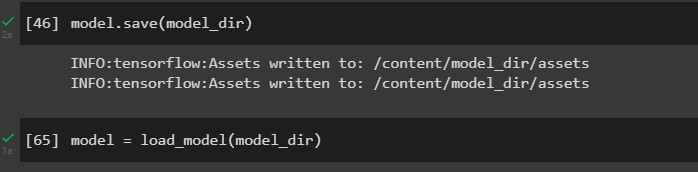 [46] model.save(model_dir)
2s
INFO:tensorflow:Assets written to: /content/model_dir/assets
INFO:tensorflow:Assets written to: /content/model_dir/assets
[65] model = load_model(model_dir)
1s